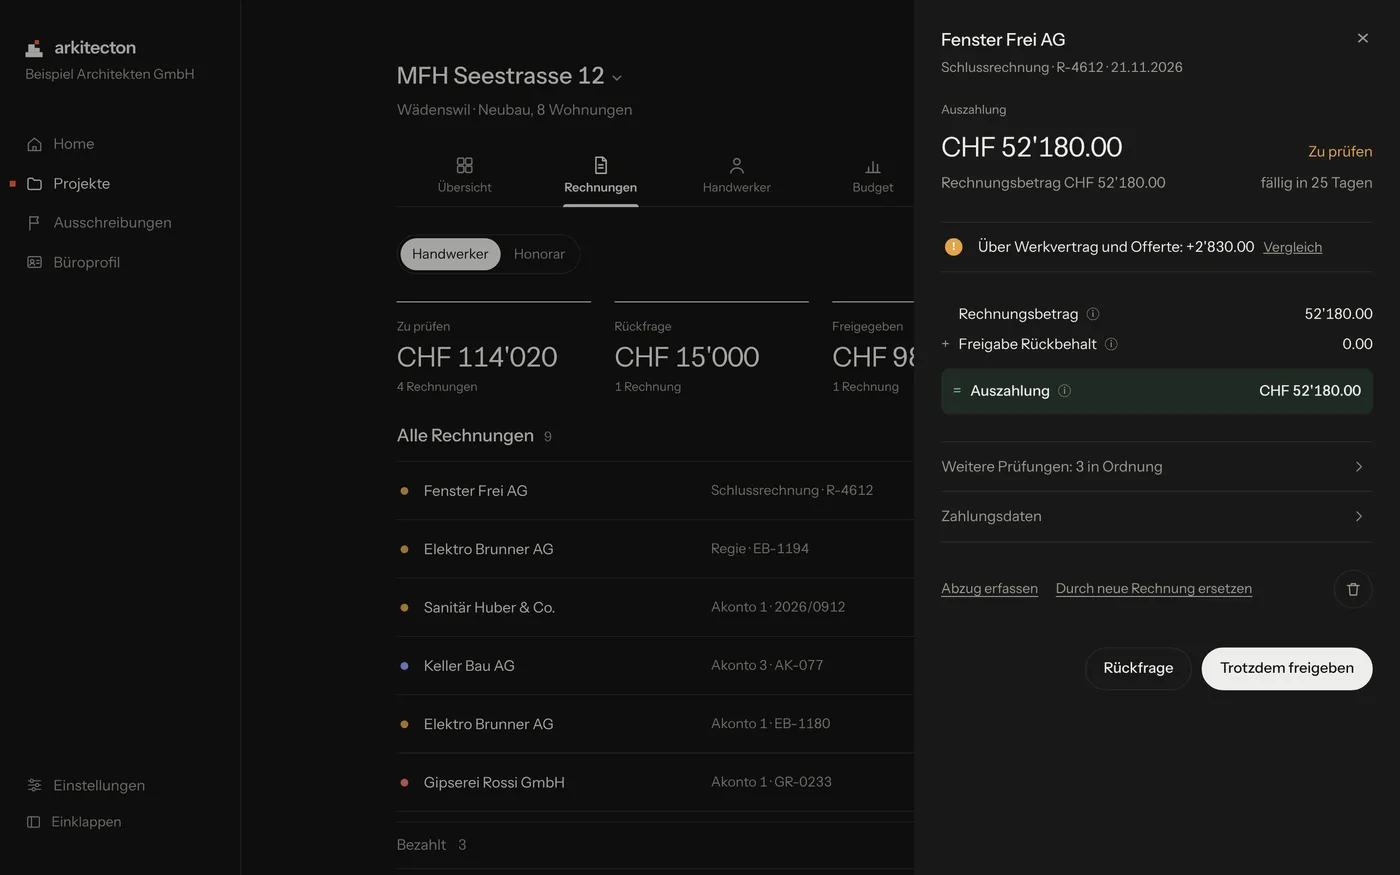 arkitecton
Beispiel Architekten GmbH
Home
Projekte
Ausschreibungen
Büroprofil
Einstellungen
Einklappen
MFH Seestrasse 12
Wädenswil · Neubau, 8 Wohnungen
Übersicht
Rechnungen
Handwerker
Budget
Handwerker
Honorar
Zu prüfen
CHF 114'020
4 Rechnungen
Rückfrage
CHF 15'000
1 Rechnung
Freigegeben
CHF 98
1 Rechnung
Alle Rechnungen 9
Fenster Frei AG Schlussrechnung · R-4612
Elektro Brunner AG Regie · EB-1194
Sanitär Huber & Co. Akonto 1 · 2026/0912
Keller Bau AG Akonto 3 · AK-077
Elektro Brunner AG Akonto 1 · EB-1180
Gipserei Rossi GmbH Akonto 1 · GR-0233
Bezahlt 3
Fenster Frei AG
Schlussrechnung · R-4612 · 21.11.2026
Auszahlung
CHF 52'180.00 Zu prüfen
Rechnungsbetrag CHF 52'180.00 fällig in 25 Tagen
! Über Werkvertrag und Offerte: +2’830.00 Vergleich
Rechnungsbetrag 52'180.00
+ Freigabe Rückbehalt 0.00
= Auszahlung CHF 52'180.00
Weitere Prüfungen: 3 in Ordnung
Zahlungsdaten
Abzug erfassen Durch neue Rechnung ersetzen
Rückfrage Trotzdem freigeben